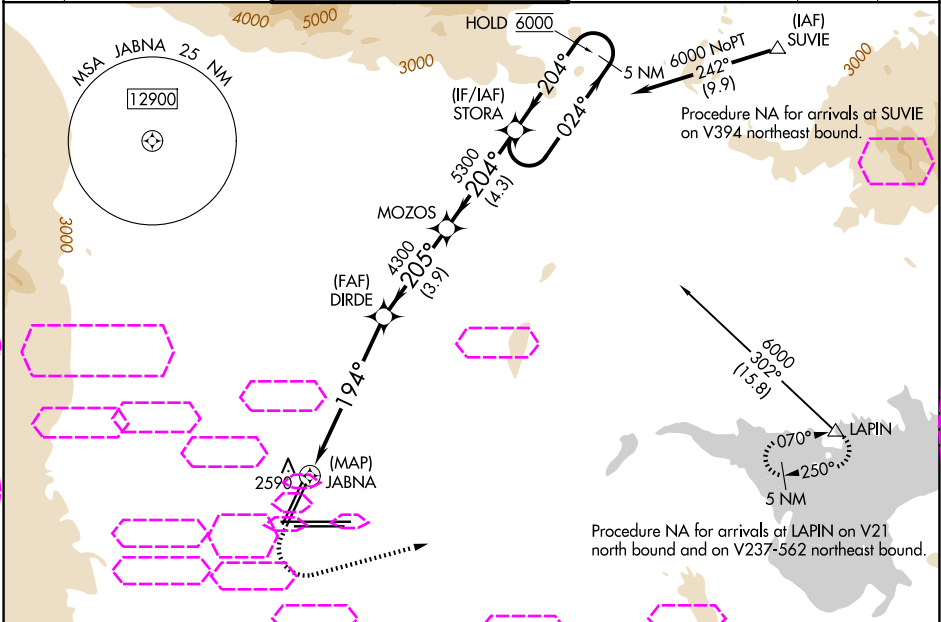 4000
5000
3000
HOLD 6000
(IAF)
SUVIE
3000
MSA JABNA 25 NM
12900
5 NM
6000 NoPT
242°
(9.9)
204°
024°
(IF/IAF)
STORA
Procedure NA for arrivals at SUVIE
on V394 northeast bound.
5300
204°
(4.3)
MOZOS
3000
4300
205°
(3.9)
(FAF)
DIRDE
194°
6000
302°
(15.8)
LAPIN
070°
250°
5 NM
(MAP)
JABNA
2590
Procedure NA for arrivals at LAPIN on V21
north bound and on V237-562 northeast bound.